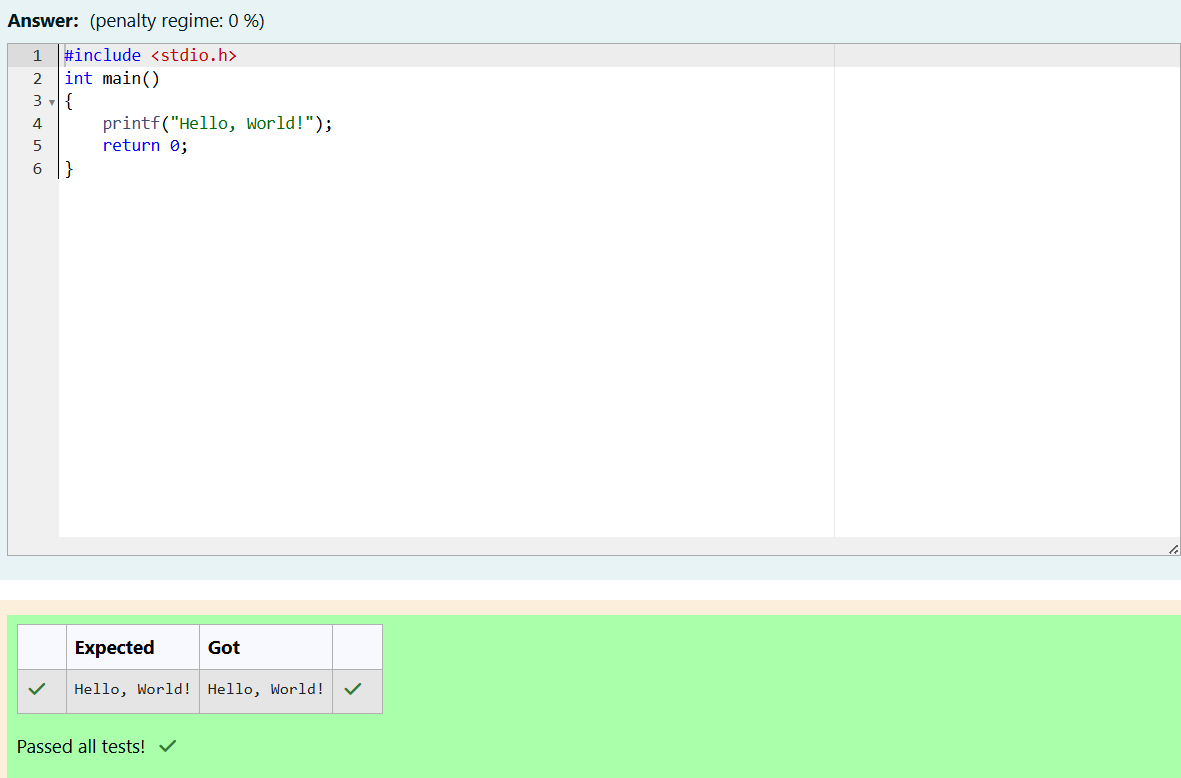 Answer: (penalty regime: 0 %)
1 #include <stdio.h>
2 int main()
3 {
4     printf("Hello, World!");
5     return 0;
6 }
Expected Got
Hello, World! Hello, World!
Passed all tests!